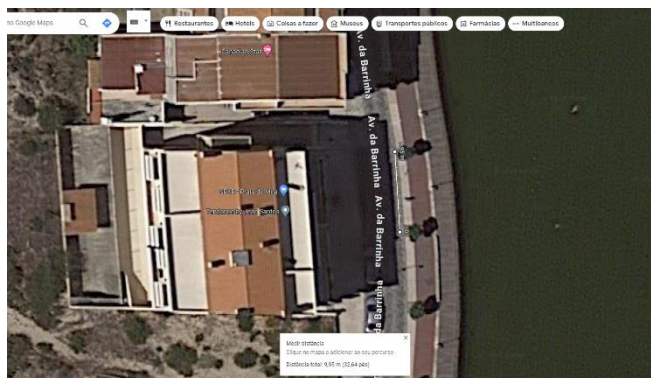 no Google Maps
Restaurantes
Hotéis
Coisas a fazer
Museus
Transportes públicos
Farmácias
Multibancos
Av. da Barrinha
Av. da Barrinha
Av. da Barrinha
da Barrinha
Medir distância
Clique no mapa e adicionar ao seu percurso
Distância total: 9,95 m (32,64 pés)